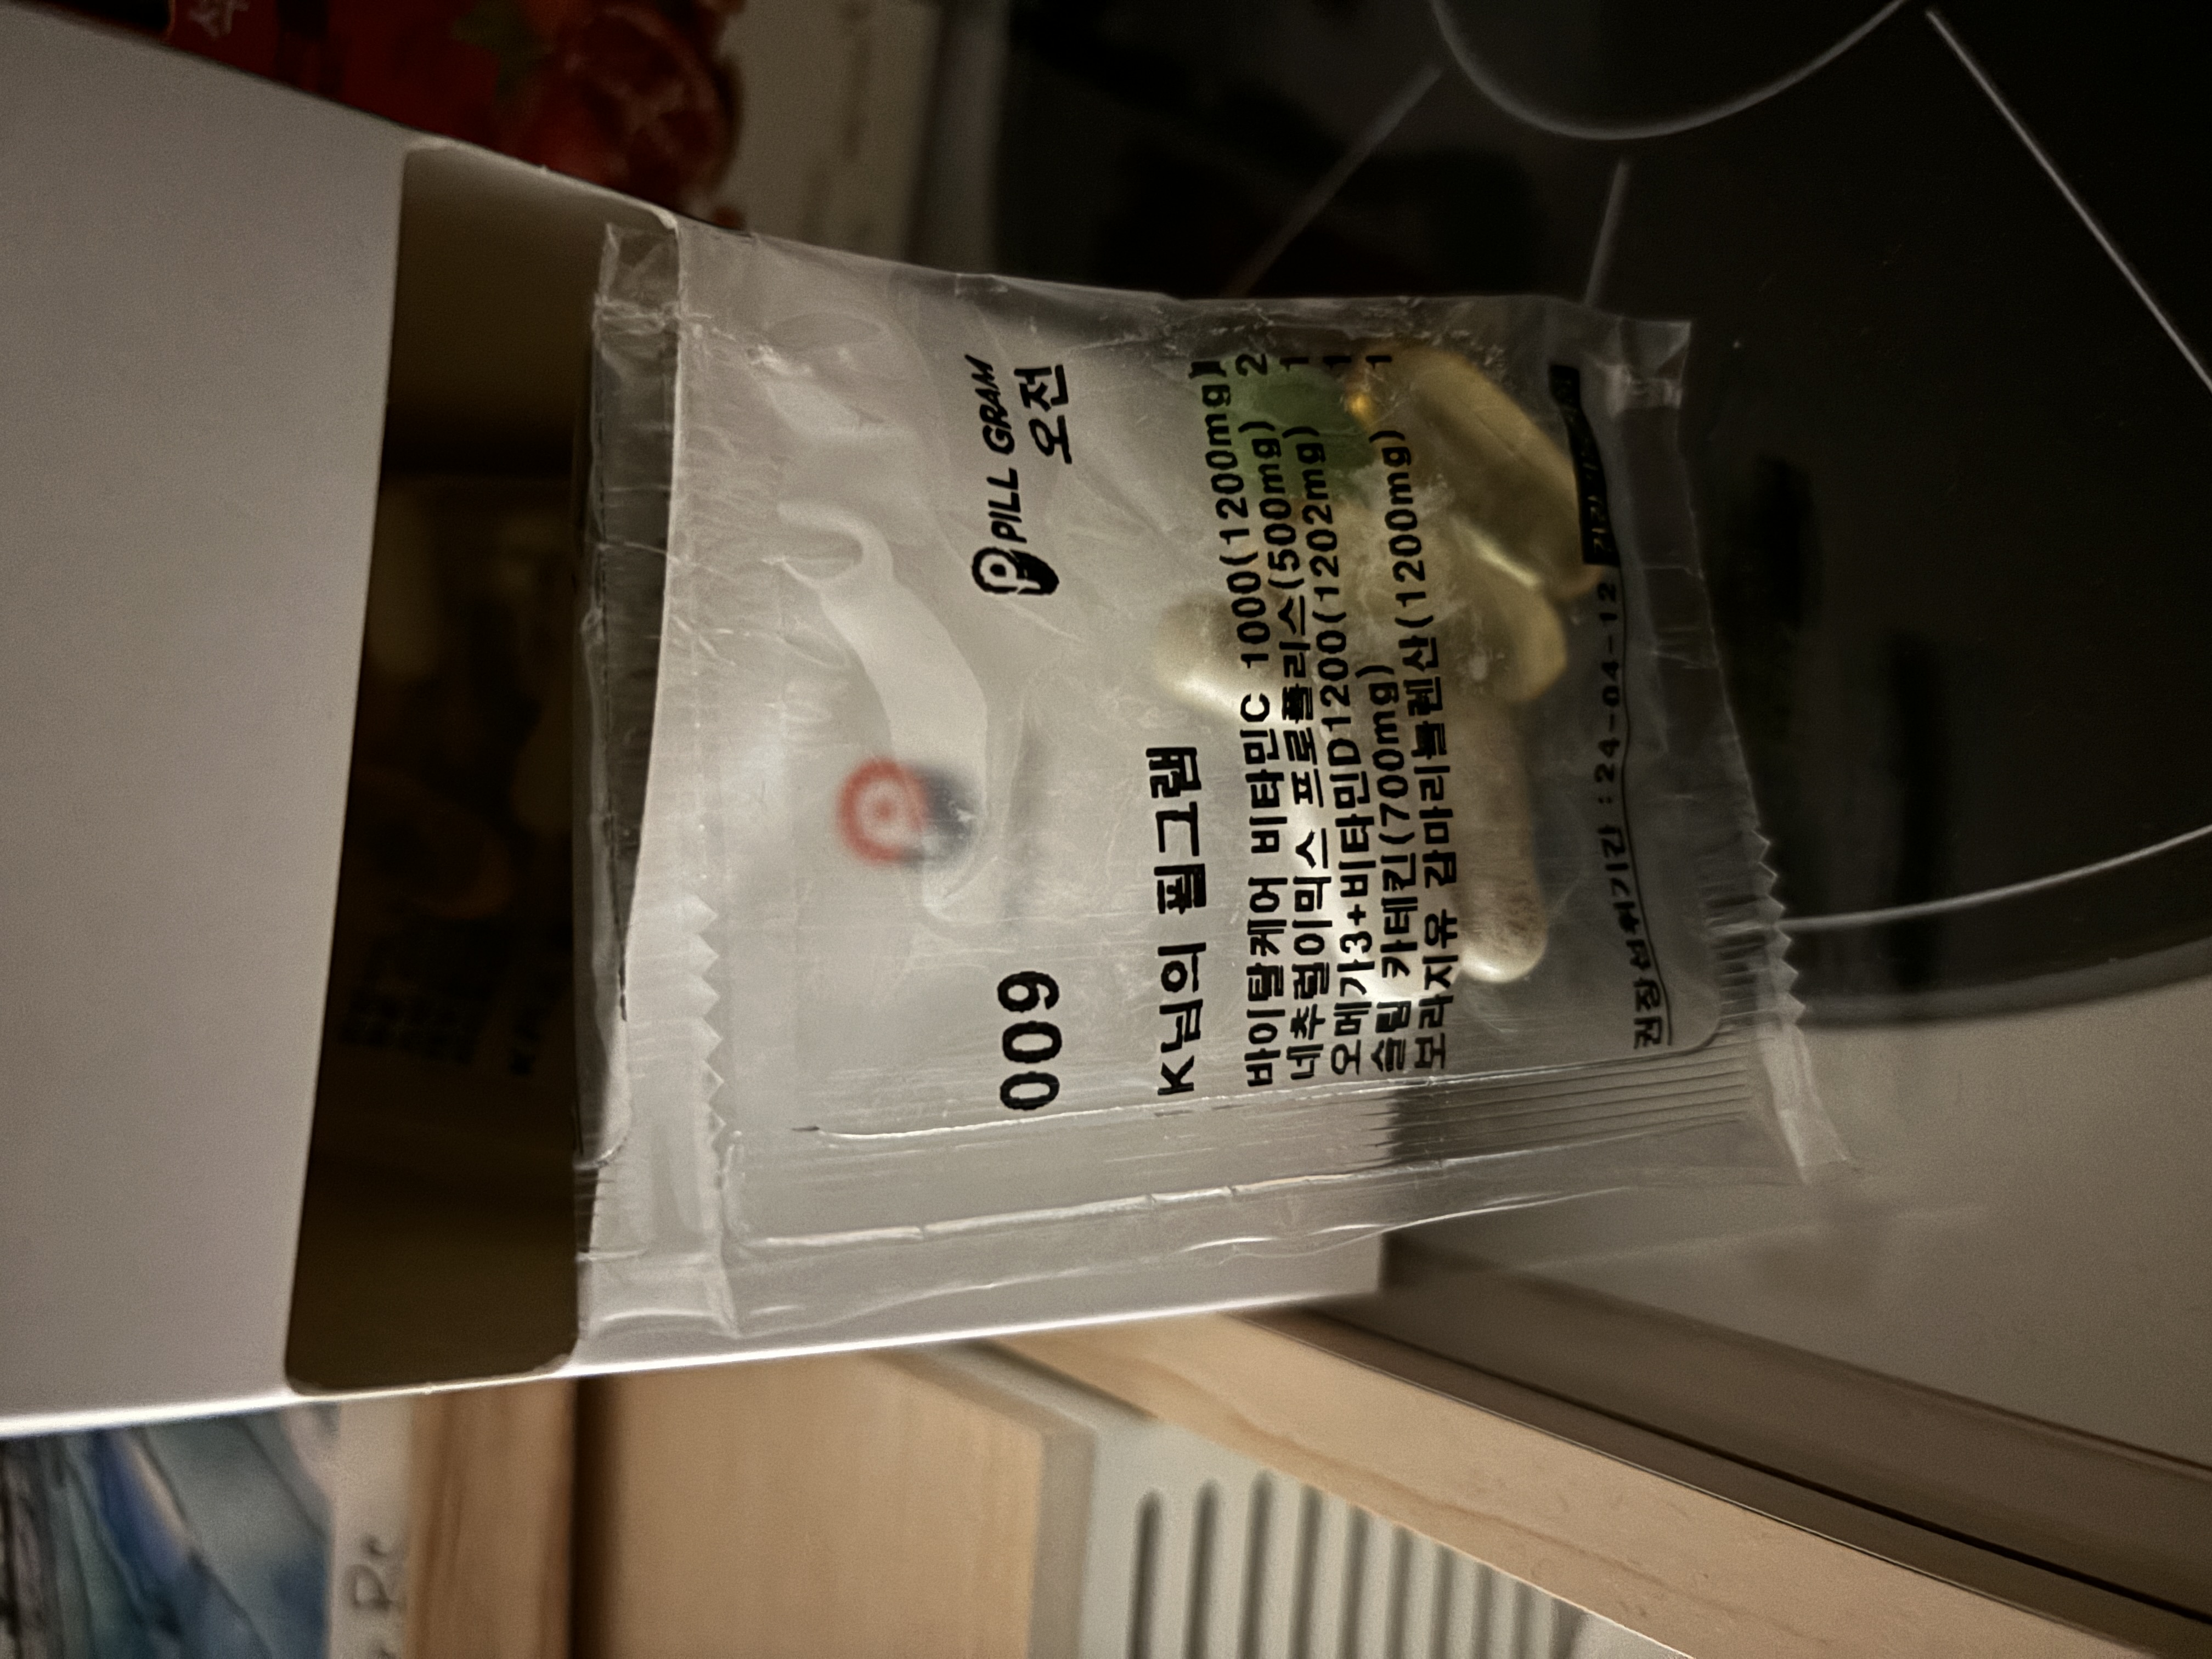 009 PILL GRAM
오전
K님의 필그램
바이탈케어 비타민C 1000(1200mg)1
네추럴이믹스 프로폴리스(500mg) 2
오메가3+비타민D1200(1202mg) 1
슬림 카테킨(700mg) 1
보라지유 감마리놀렌산(1200mg) 1
권장섭취기간 : 24-04-12